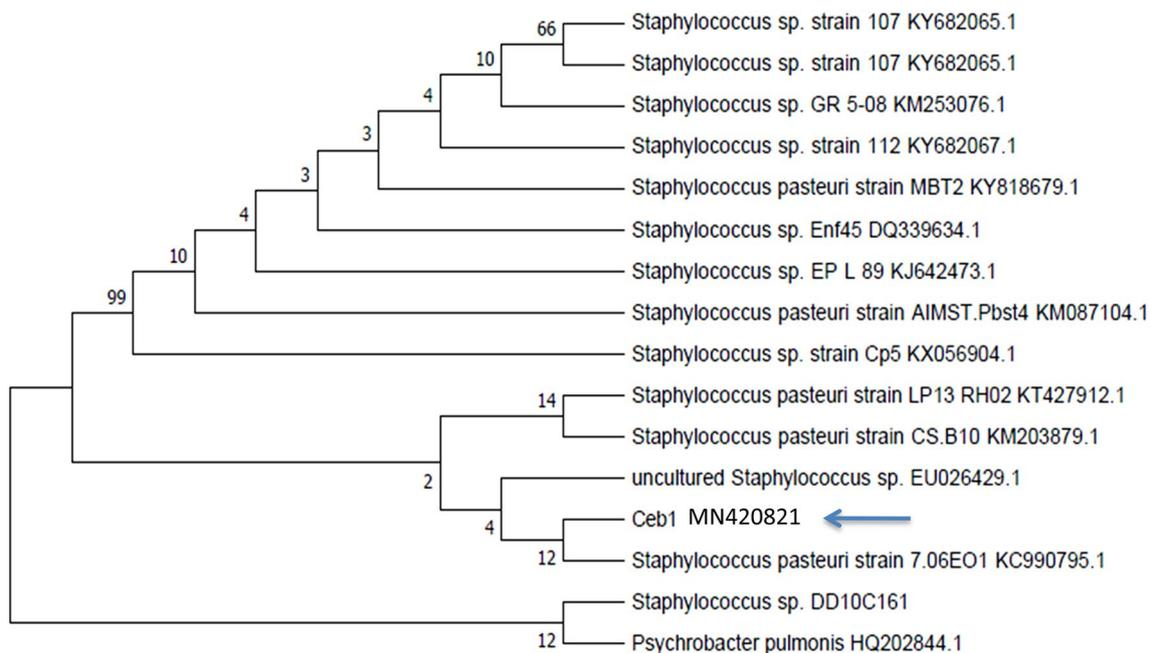 66
Staphylococcus sp. strain 107 KY682065.1
Staphylococcus sp. strain 107 KY682065.1
10
Staphylococcus sp. GR 5-08 KM253076.1
4
Staphylococcus sp. strain 112 KY682067.1
3
Staphylococcus pasteuri strain MBT2 KY818679.1
3
Staphylococcus sp. Enf45 DQ339634.1
4
Staphylococcus sp. EP L 89 KJ642473.1
10
Staphylococcus pasteuri strain AIMST.Pbst4 KM087104.1
99
Staphylococcus sp. strain Cp5 KX056904.1
Staphylococcus pasteuri strain LP13 RH02 KT427912.1
14
Staphylococcus pasteuri strain CS.B10 KM203879.1
2
uncultured Staphylococcus sp. EU026429.1
4
Ceb1 MN420821
12
Staphylococcus pasteuri strain 7.06EO1 KC990795.1
Staphylococcus sp. DD10C161
12
Psychrobacter pulmonis HQ202844.1